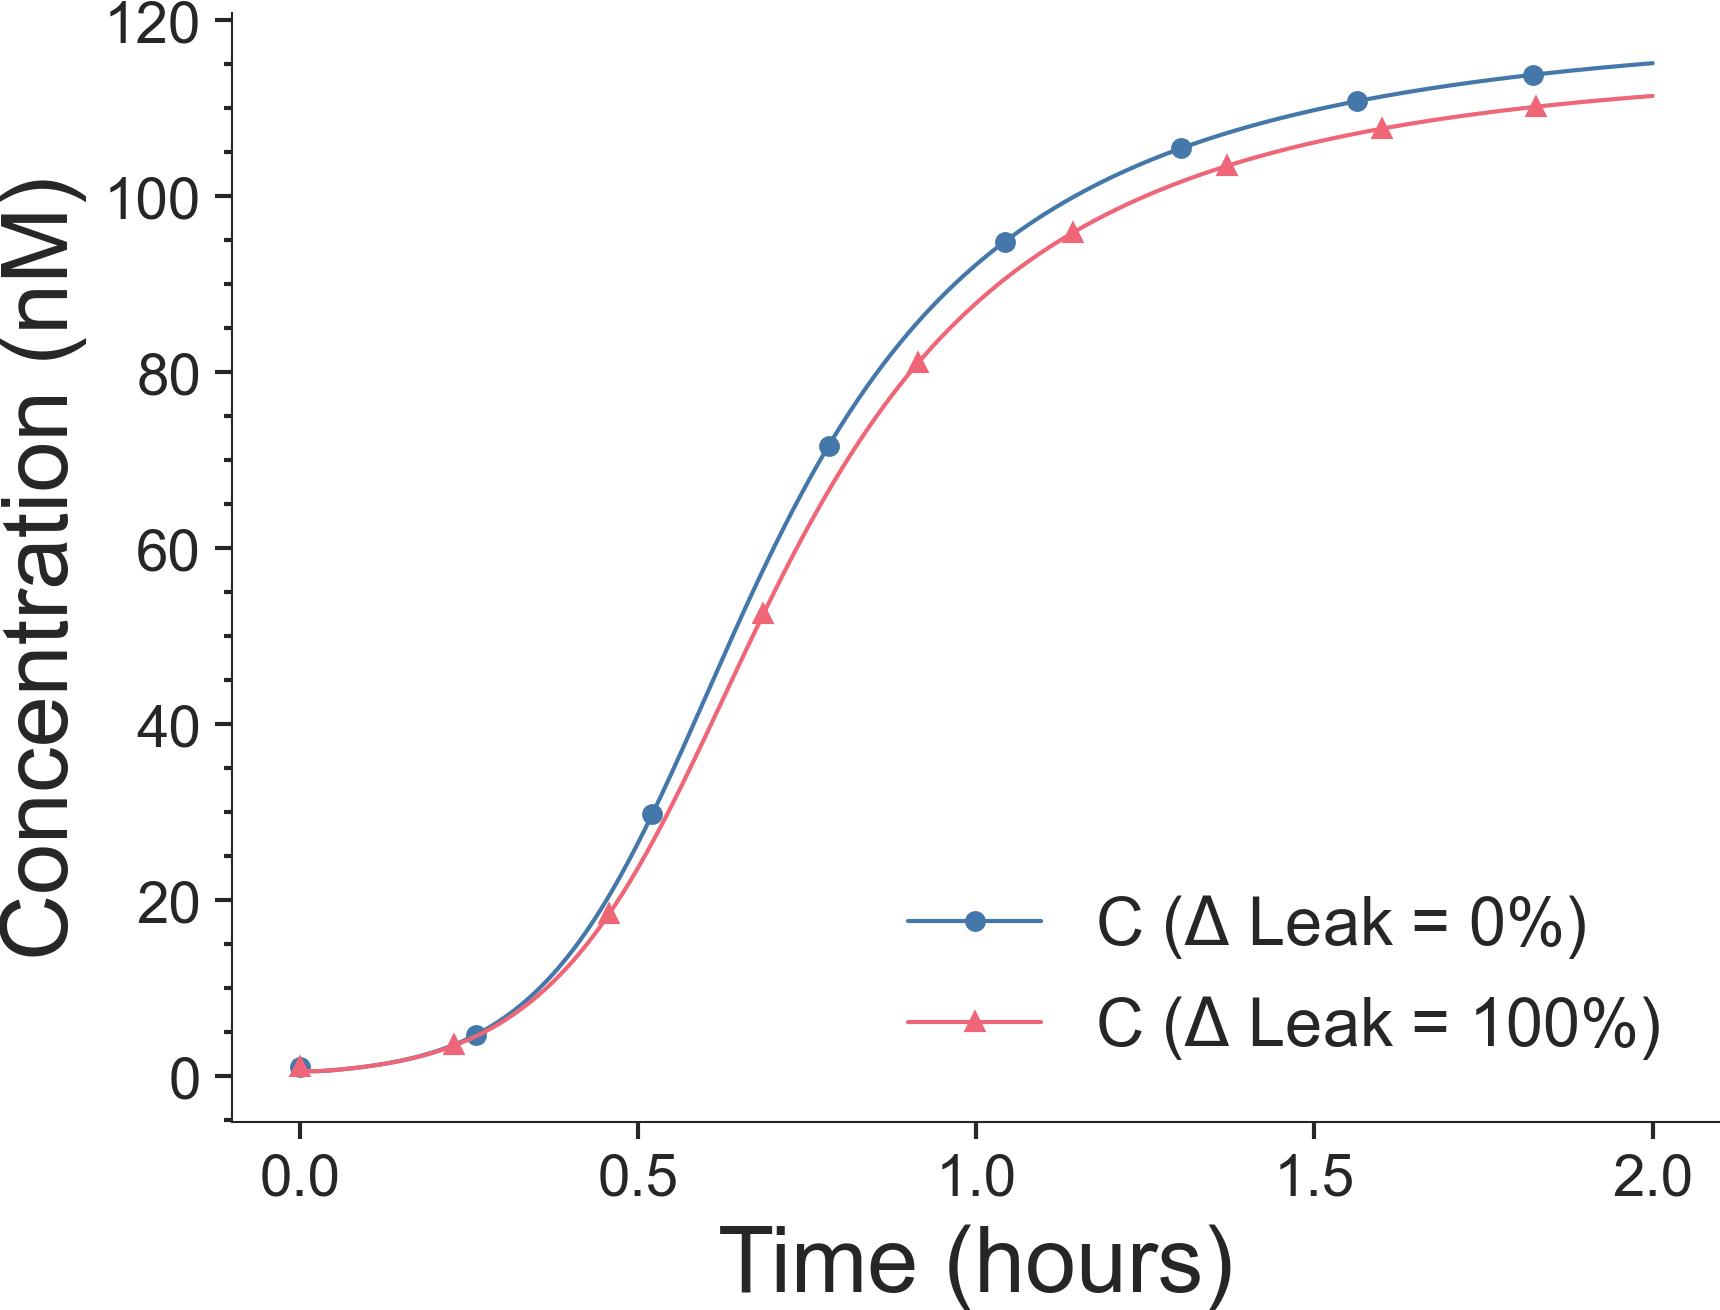 Concentration (nM)
120
100
80
60
40
20
0
C (Δ Leak = 0%)
C (Δ Leak = 100%)
0.0 0.5 1.0 1.5 2.0
Time (hours)